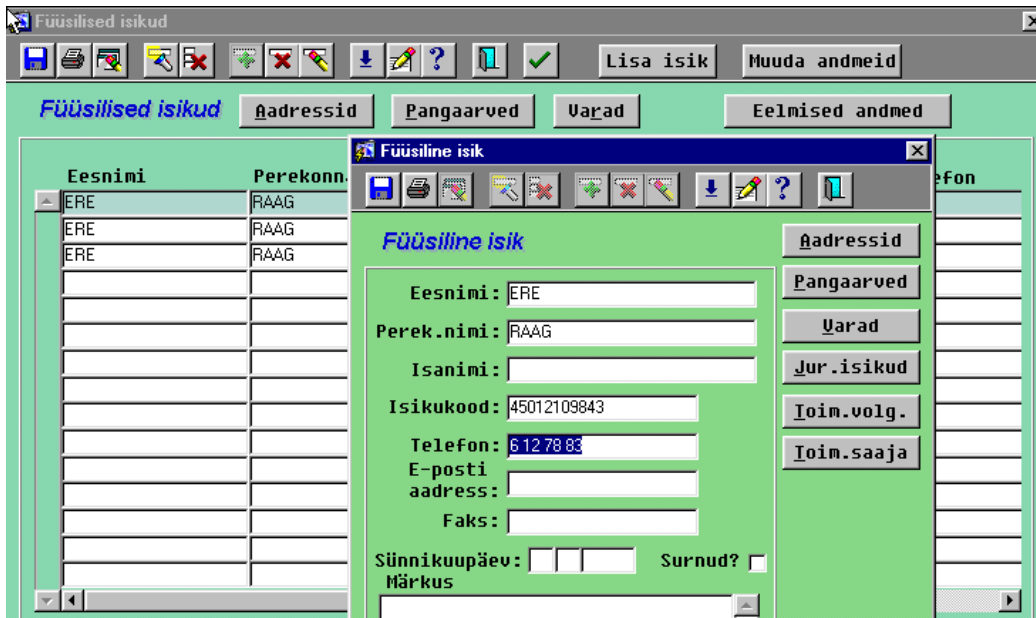 Füüsilised isikud
Lisa isik Muuda andmeid
Füüsilised isikud Aadressid Pangaarved Varad Eelmised andmed
Füüsiline isik
Eesnimi
ERE RAAG
ERE RAAG
ERE RAAG
Füüsiline isik
Eesnimi: ERE
Perek.nimi: RAAG
Isanimi:
Isikukood: 45012109843
Telefon: 6 12 78 83
E-posti
aadress:
Faks:
Sünnikuupäev: Surnud?
Märkus
Aadressid
Pangaarved
Varad
Jur.isikud
Toim.volg.
Toim.saaja